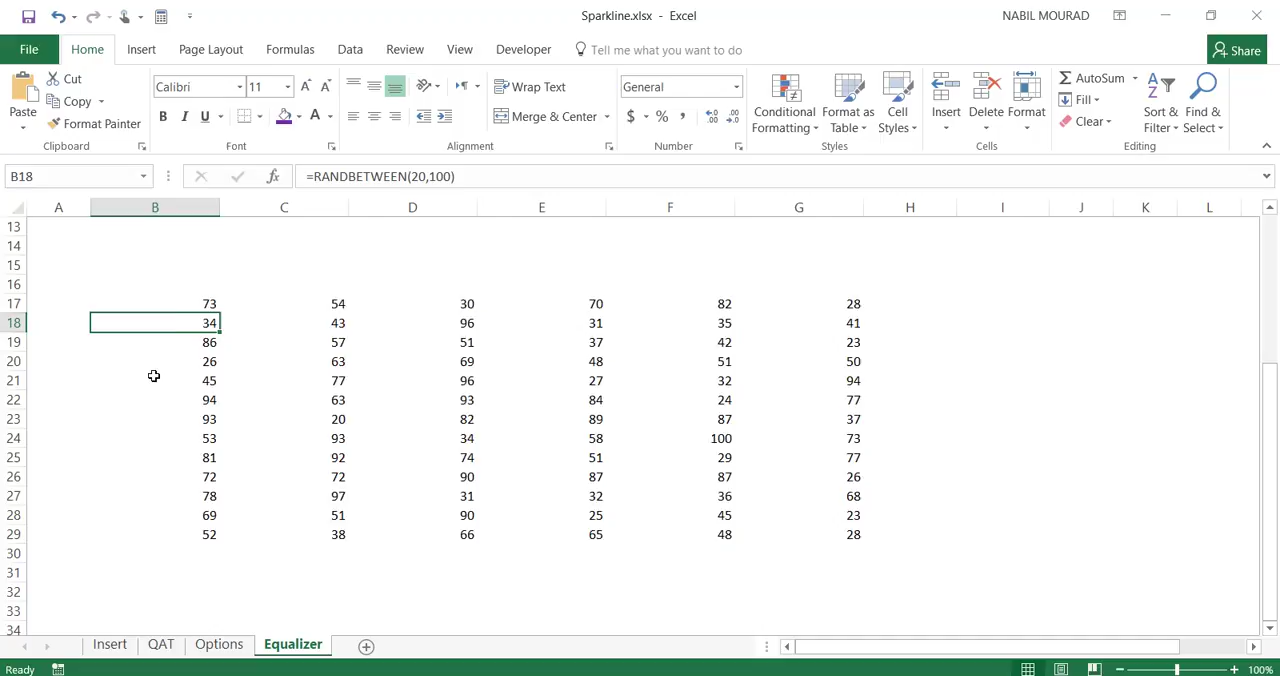 Sparkline.xlsx - Excel
NABIL MOURAD
File Home Insert Page Layout Formulas Data Review View Developer Tell me what you want to do Share
Paste
Cut
Copy
Format Painter
Clipboard
Calibri 11 A A
B I U A
Font
Wrap Text
Merge & Center
Alignment
General
$ % , .00 .00
Number
Conditional Formatting
Format as Table
Cell Styles
Styles
Insert Delete Format
Cells
AutoSum
Fill
Clear
Sort & Filter
Find & Select
Editing
B18 fx =RANDBETWEEN(20,100)
A B C D E F G H I J K L
13
14
15
16
17 73 54 30 70 82 28
18 34 43 96 31 35 41
19 86 57 51 37 42 23
20 26 63 69 48 51 50
21 45 77 96 27 32 94
22 94 63 93 84 24 77
23 93 20 82 89 87 37
24 53 93 34 58 100 73
25 81 92 74 51 29 77
26 72 72 90 87 87 26
27 78 97 31 32 36 68
28 69 51 90 25 45 23
29 52 38 66 65 48 28
30
31
32
33
34
Insert QAT Options Equalizer
Ready 100%